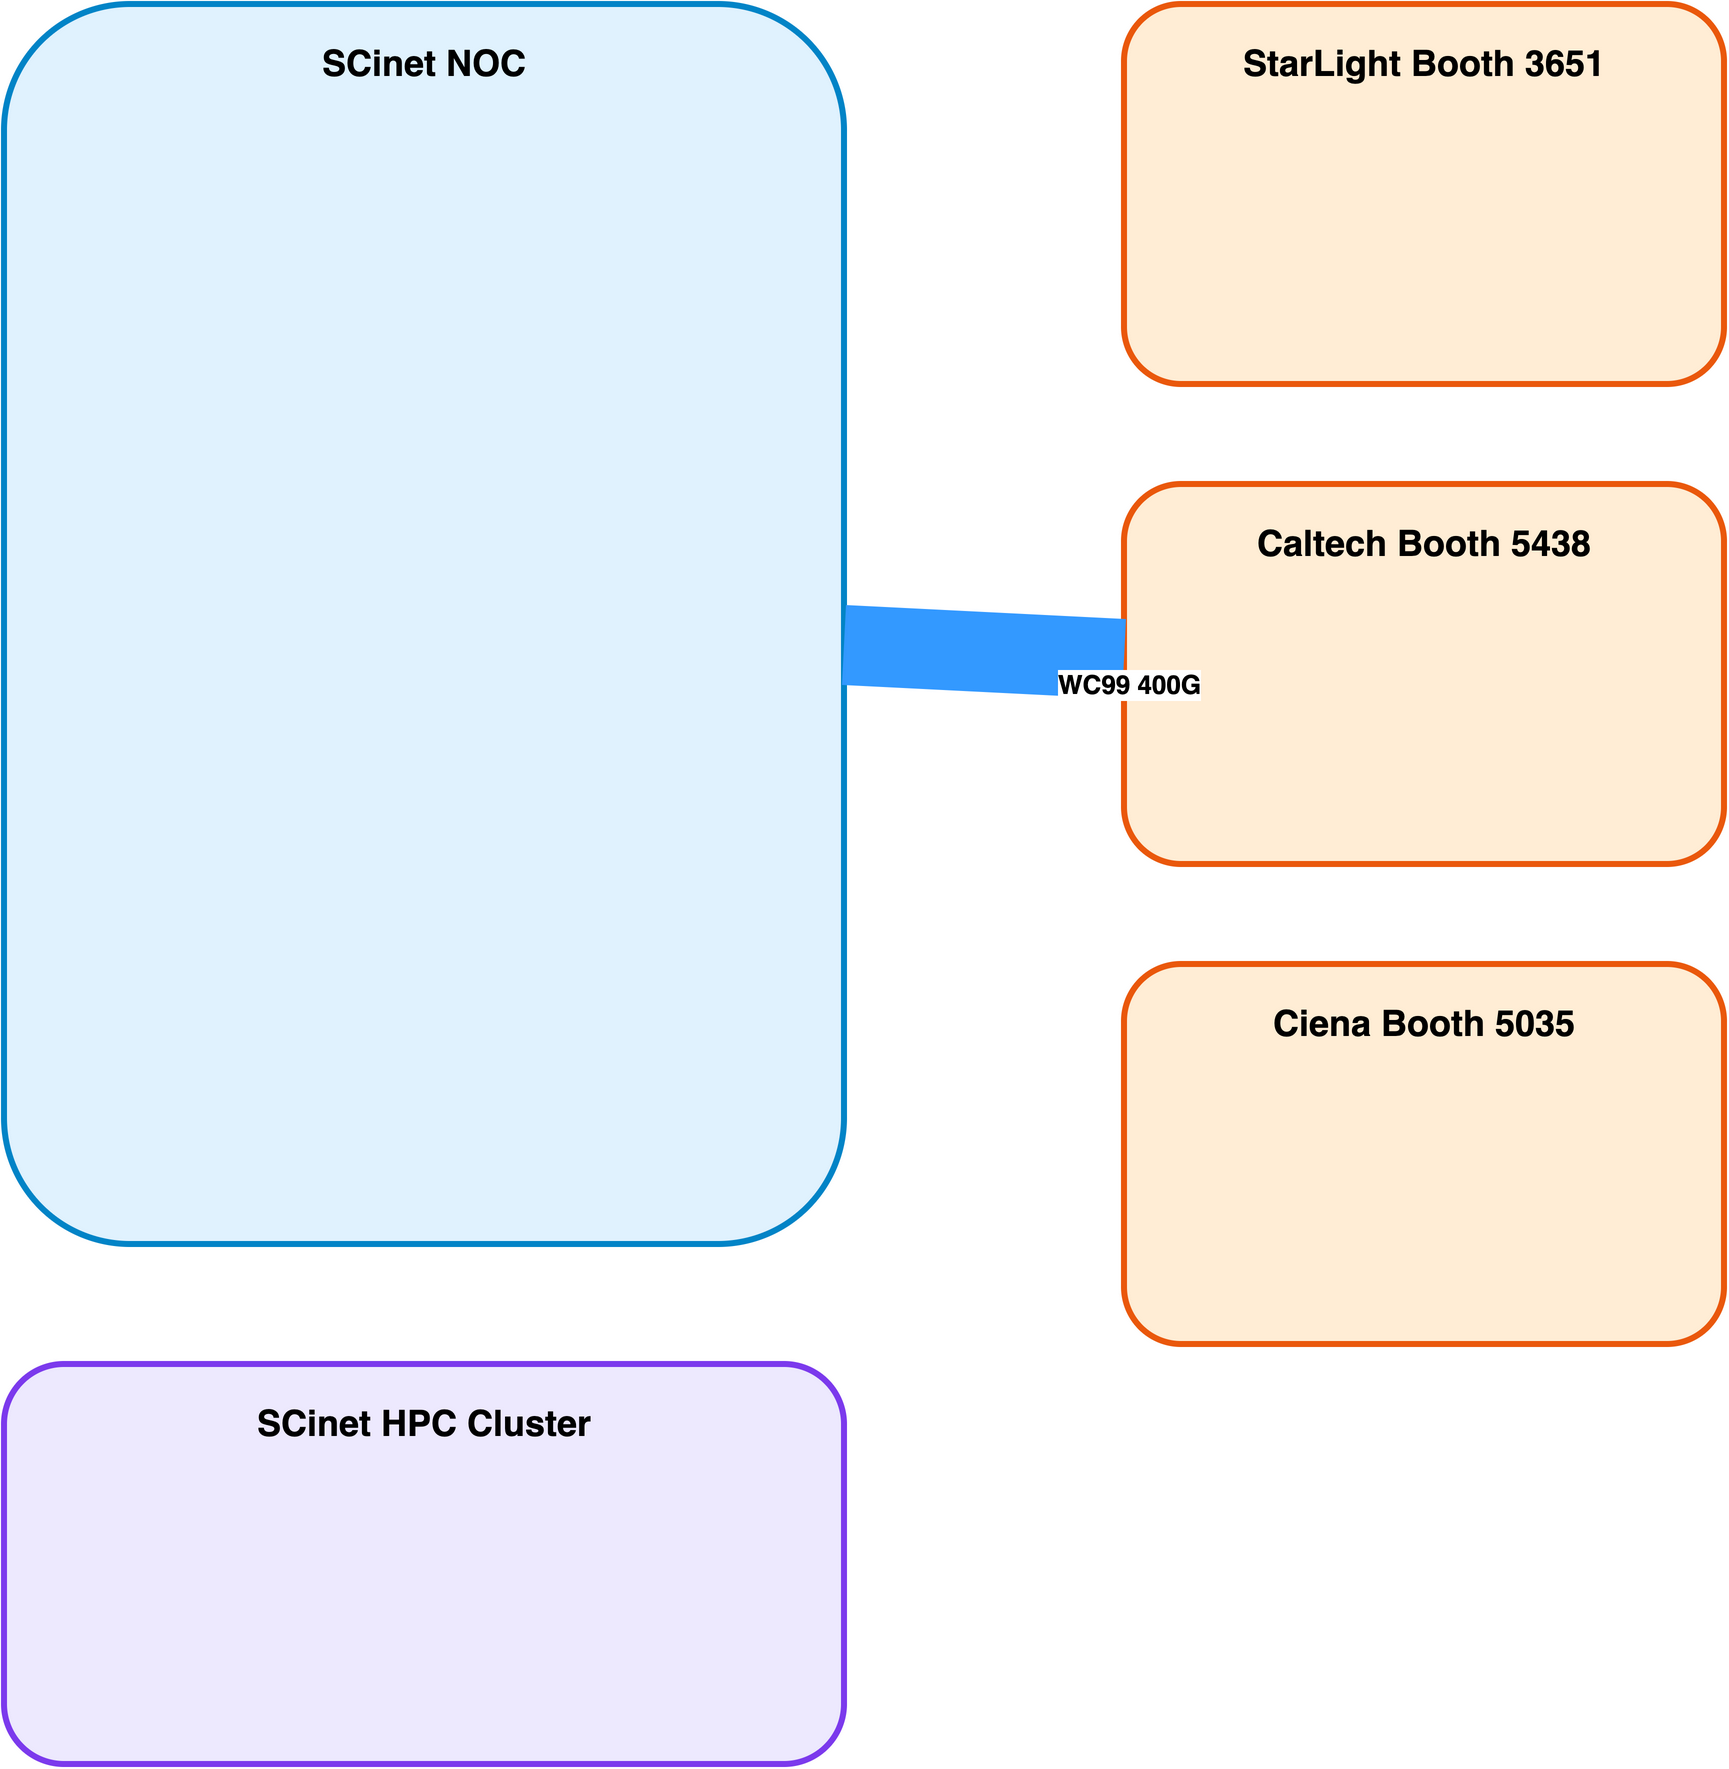 SCinet NOC
StarLight Booth 3651
Caltech Booth 5438
WC99 400G
Ciena Booth 5035
SCinet HPC Cluster